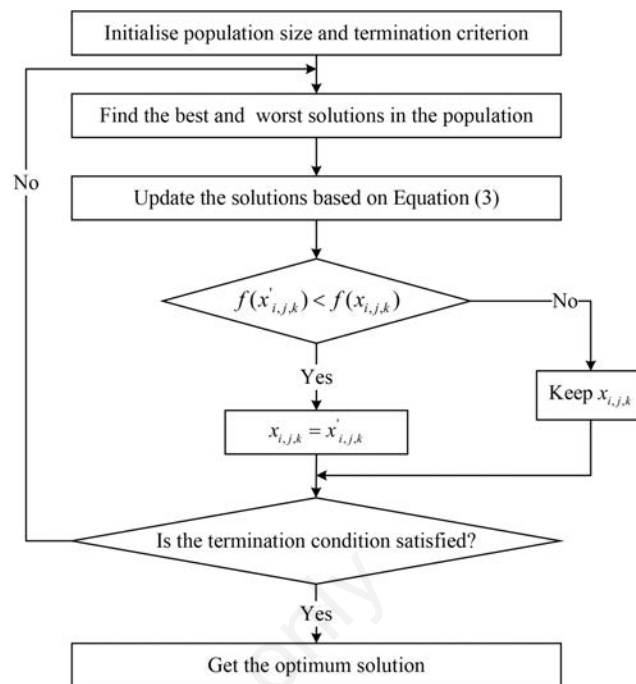 Initialise population size and termination criterion
Find the best and worst solutions in the population
No
Update the solutions based on Equation (3)
f(x'i,j,k) < f(xi,j,k)
No
Yes
Keep xi,j,k
xi,j,k = x'i,j,k
Is the termination condition satisfied?
Yes
only
Get the optimum solution